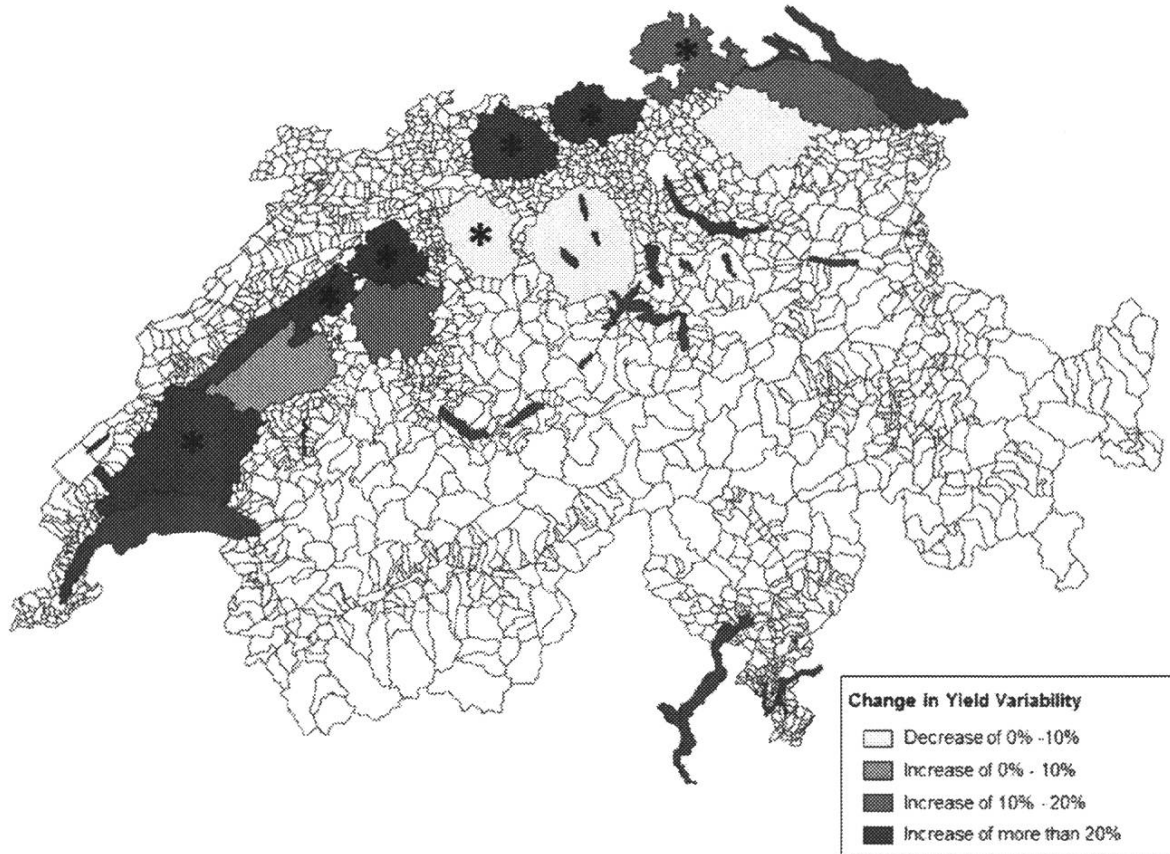 *
*
*
*
*
*
*
Change in Yield Variability
Decrease of 0% -10%
Increase of 0% - 10%
Increase of 10% - 20%
Increase of more than 20%